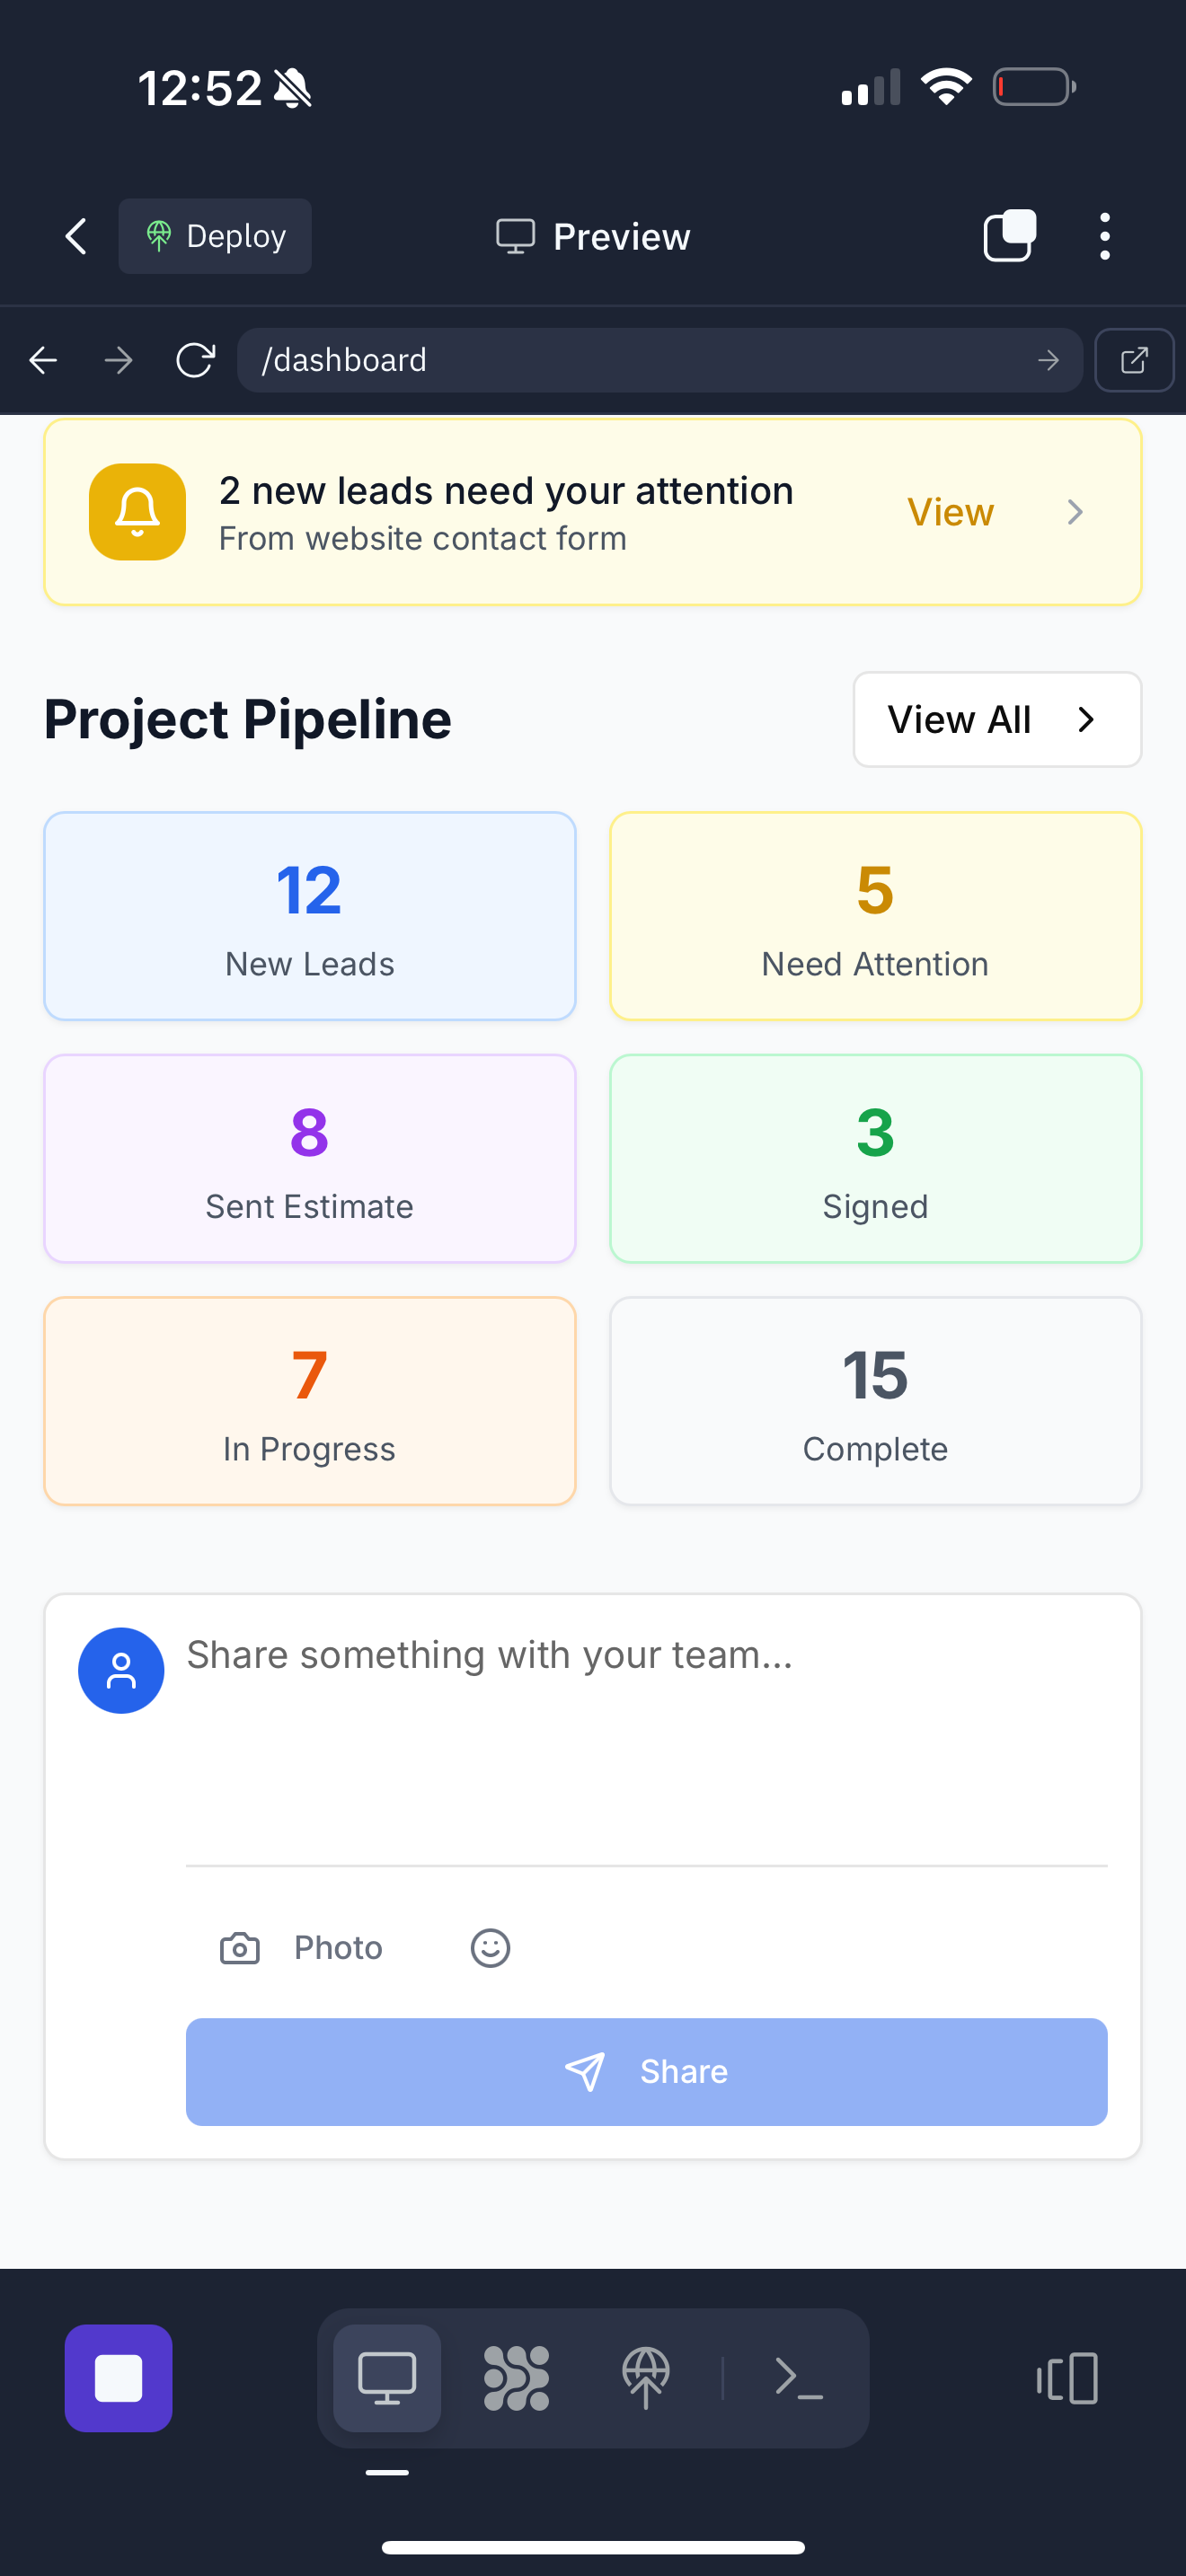 12:52
Deploy
Preview
/dashboard
2 new leads need your attention
From website contact form
View
Project Pipeline
View All
12
New Leads
5
Need Attention
8
Sent Estimate
3
Signed
7
In Progress
15
Complete
Share something with your team...
Photo
Share